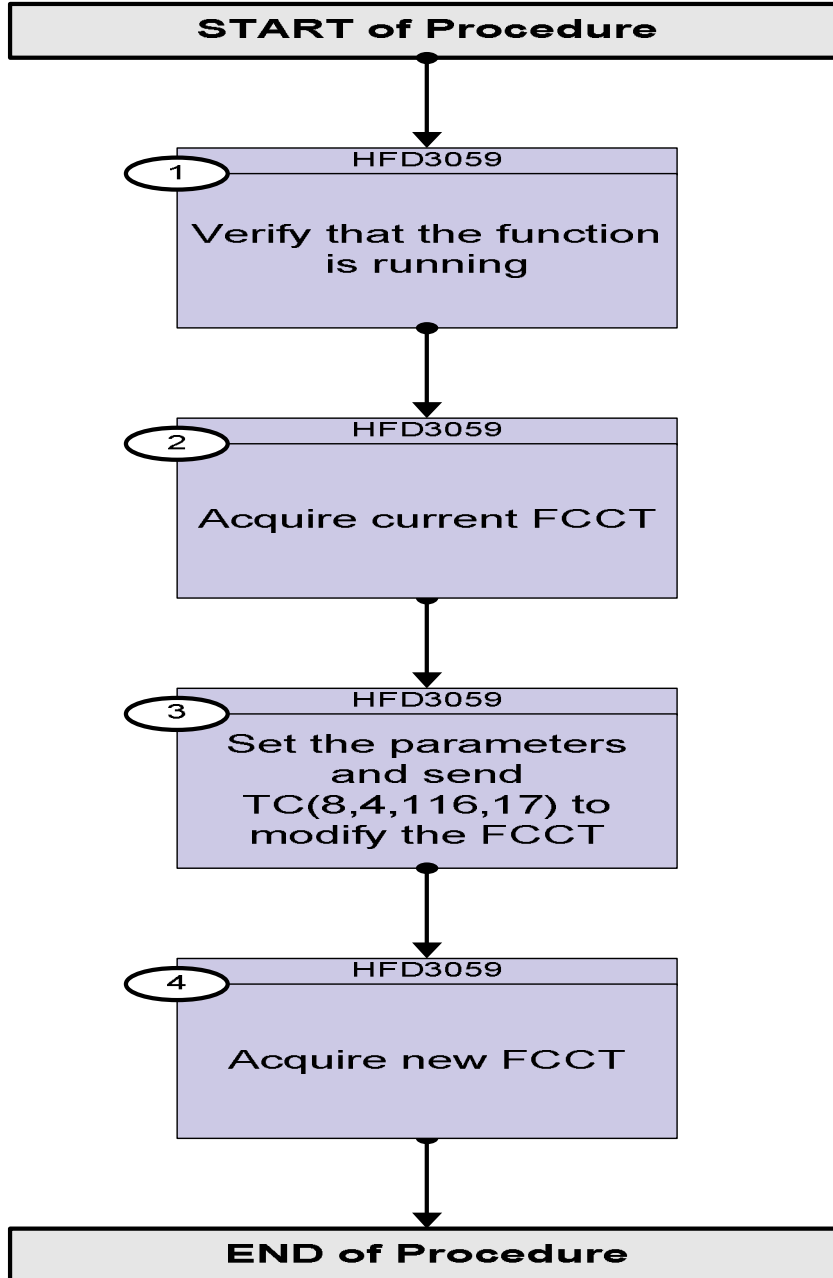 START of Procedure
HFD3059
1
Verify that the function
is running
HFD3059
2
Acquire current FCCT
HFD3059
3
Set the parameters
and send
TC(8,4,116,17) to
modify the FCCT
HFD3059
4
Acquire new FCCT
END of Procedure